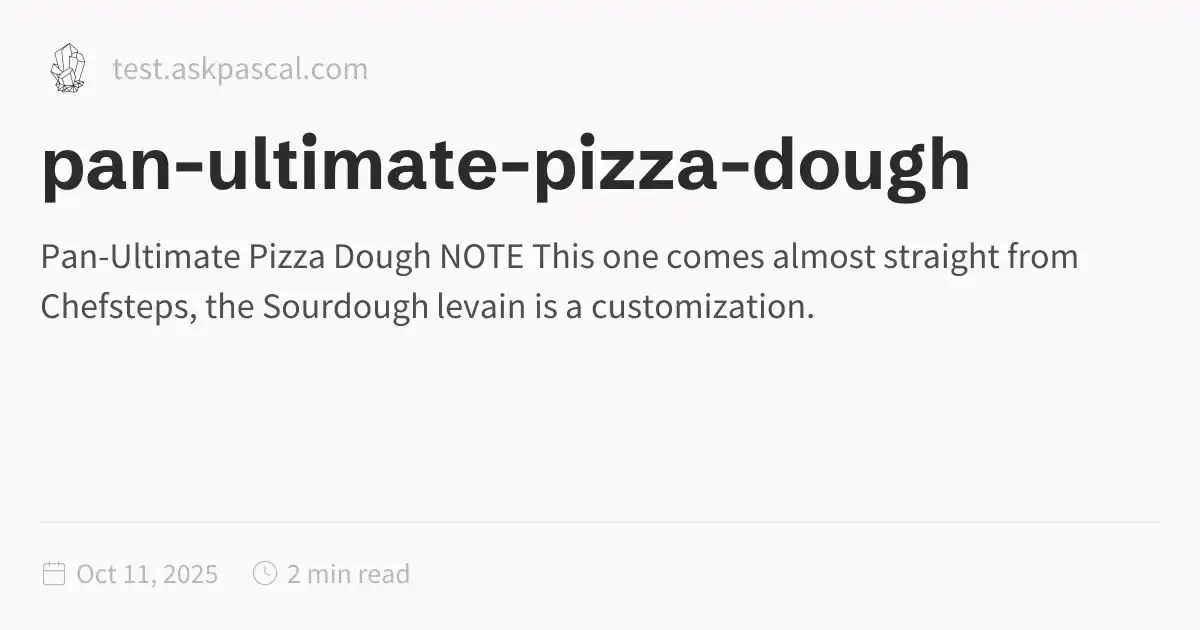 test.askpascal.com
pan-ultimate-pizza-dough
Pan-Ultimate Pizza Dough NOTE This one comes almost straight from
Chefsteps, the Sourdough levain is a customization.
Oct 11, 2025 2 min read